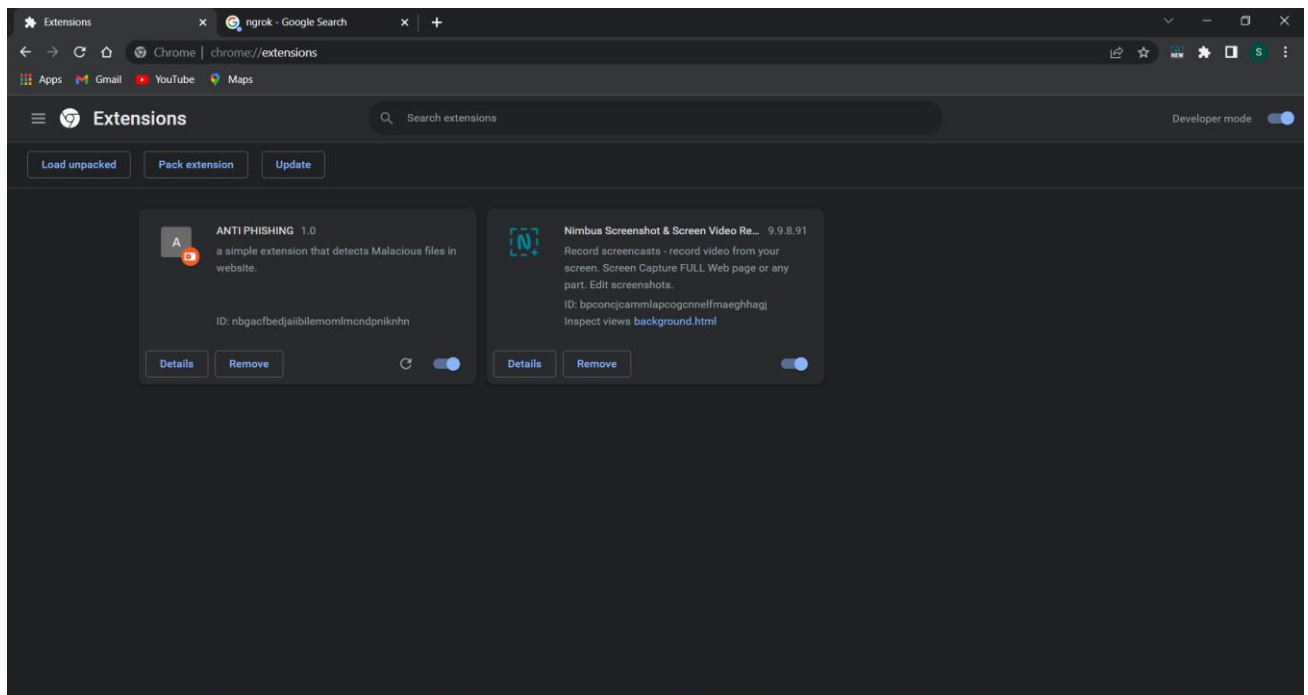 Extensions
ngrok - Google Search
Chrome
chrome://extensions
NEW
S
Apps
Gmail
YouTube
Maps
Extensions
Search extensions
Developer mode
Load unpacked
Pack extension
Update
A
ANTI PHISHING 1.0
a simple extension that detects Malacious files in
website.
ID: nbgacfbedjaiibilemomlmcndpniknhn
Details
Remove
N
Nimbus Screenshot & Screen Video Re... 9.9.8.91
Record screencasts - record video from your
screen. Screen Capture FULL Web page or any
part. Edit screenshots.
ID: bpconcjcammlapcogcnnelfmaeghhagj
Inspect views background.html
Details
Remove